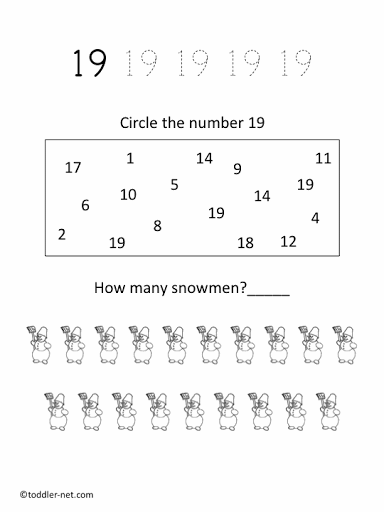 19 19 19 19 19
Circle the number 19
17 1 14 9 11
6 10 5 14 19
2 19 8 19 18 12 4
How many snowmen?_____
©toddler-net.com